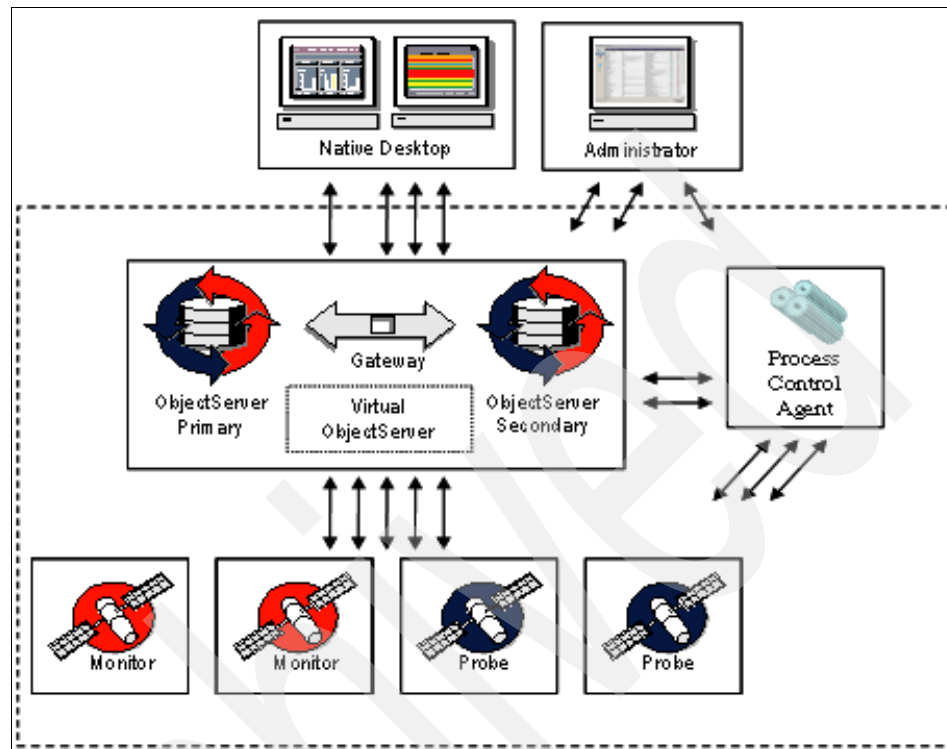 Native Desktop
Administrator
Gateway
ObjectServer
Primary
Virtual
ObjectServer
ObjectServer
Secondary
Process
Control
Agent
Monitor
Monitor
Probe
Probe